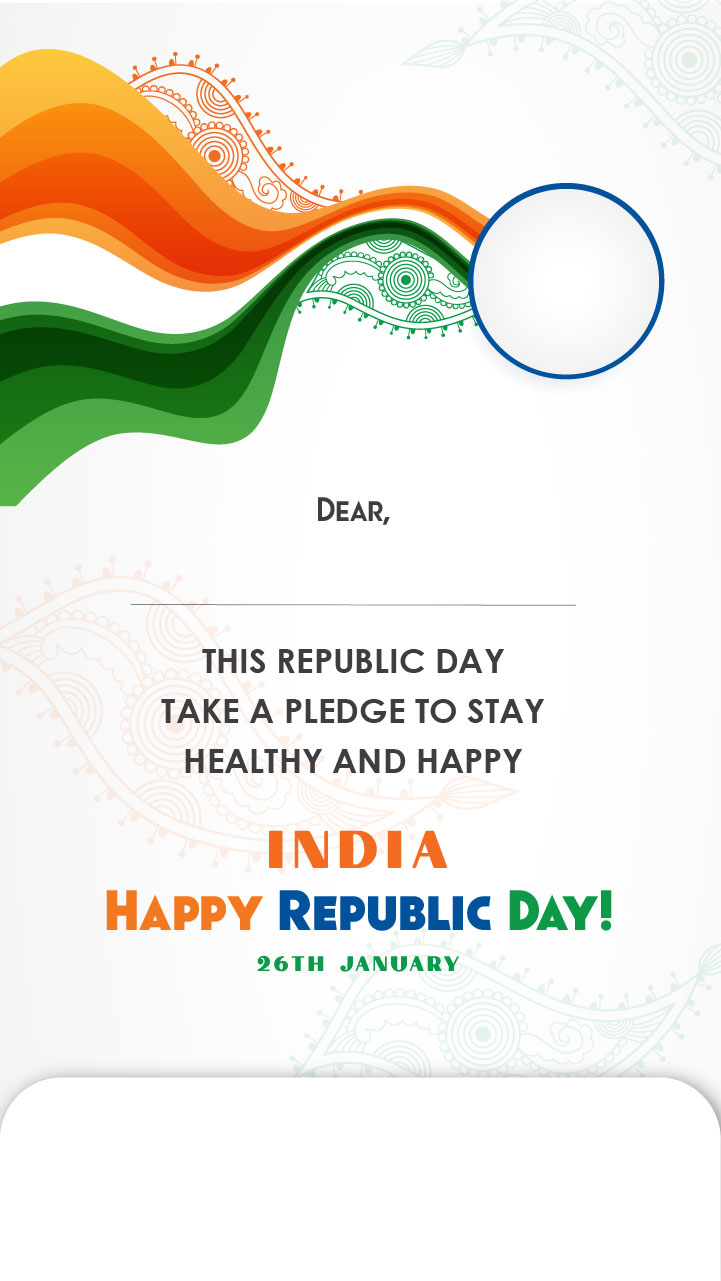 DEAR,
THIS REPUBLIC DAY
TAKE A PLEDGE TO STAY
HEALTHY AND HAPPY
INDIA
HAPPY REPUBLIC DAY!
26TH JANUARY